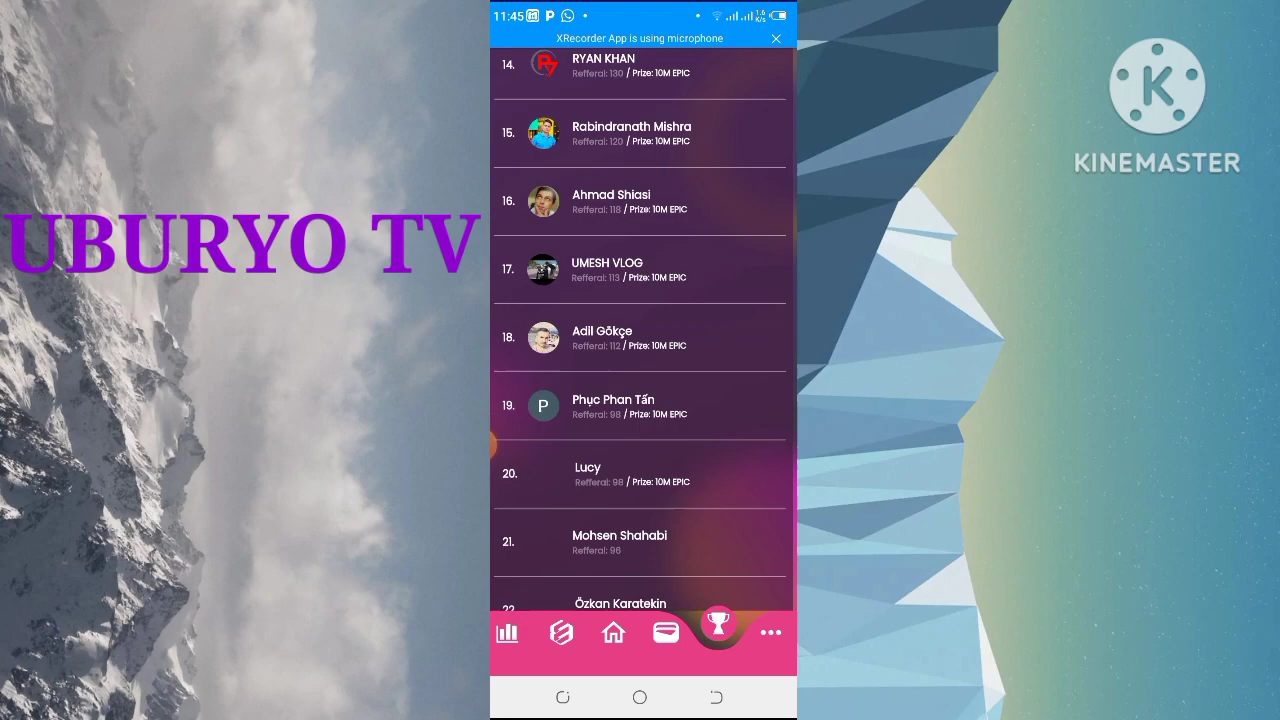 UBURYO TV
11:45
1.6
K/s
XRecorder App is using microphone
14.
RYAN KHAN
Refferal: 130 / Prize: 10M EPIC
15.
Rabindranath Mishra
Refferal: 120 / Prize: 10M EPIC
16.
Ahmad Shiasi
Refferal: 118 / Prize: 10M EPIC
17.
UMESH VLOG
Refferal: 113 / Prize: 10M EPIC
18.
Adil Gökçe
Refferal: 112 / Prize: 10M EPIC
19.
P
Phục Phan Tấn
Refferal: 98 / Prize: 10M EPIC
20.
Lucy
Refferal: 98 / Prize: 10M EPIC
21.
Mohsen Shahabi
Refferal: 96
22.
Özkan Karatekin
K
KINEMASTER